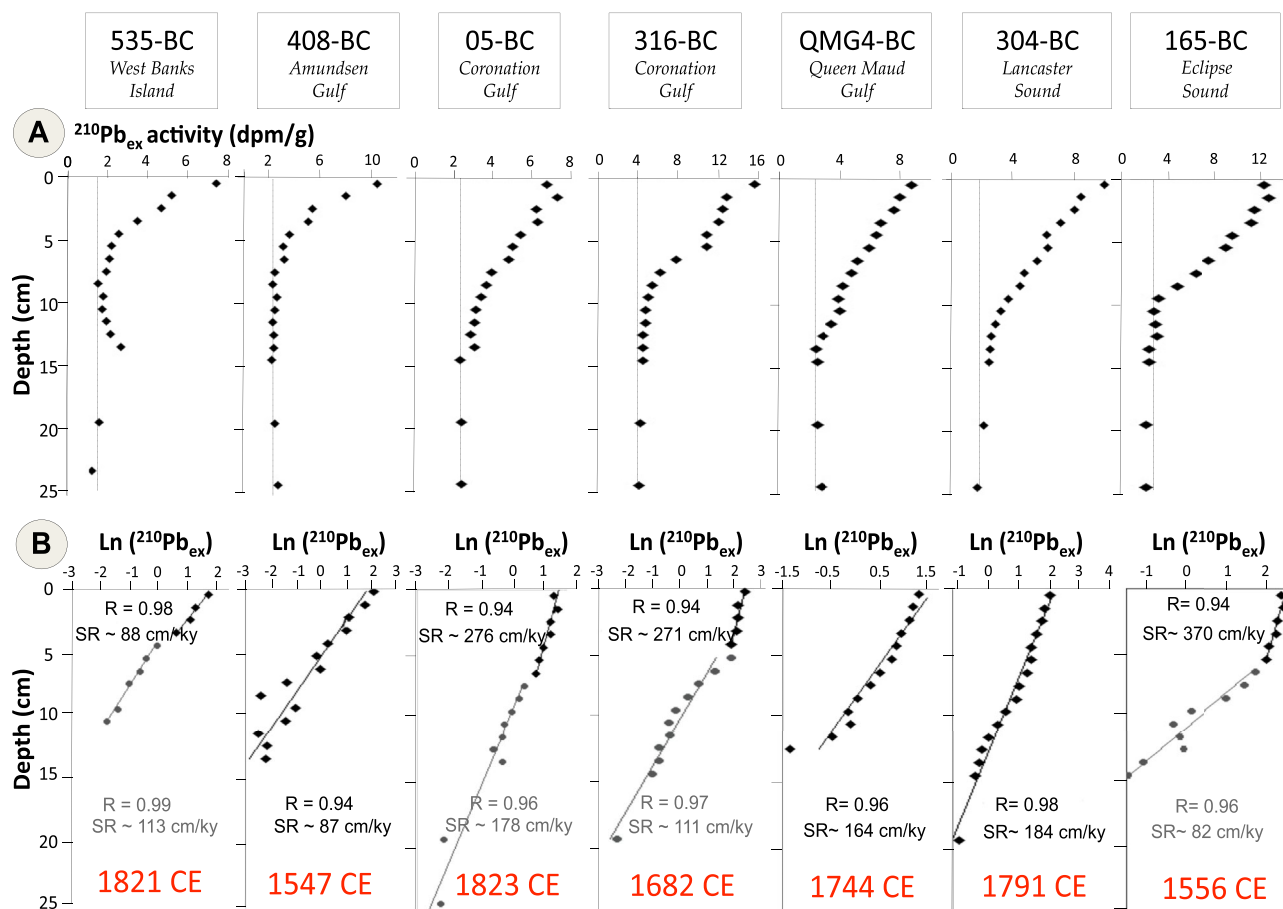 535-BC
West Banks
Island
408-BC
Amundsen
Gulf
05-BC
Coronation
Gulf
316-BC
Coronation
Gulf
QMG4-BC
Queen Maud
Gulf
304-BC
Lancaster
Sound
165-BC
Eclipse
Sound
A
²¹⁰Pbₑₓ activity (dpm/g)
0 2 4 6 8
2 6 10
0 2 4 6 8
0 4 8 12 16
0 4 8
0 4 8
0 4 8 12
Depth (cm)
0
5
10
15
20
25
B
Ln (²¹⁰Pbₑₓ)
Ln (²¹⁰Pbₑₓ)
Ln (²¹⁰Pbₑₓ)
Ln (²¹⁰Pbₑₓ)
Ln (²¹⁰Pbₑₓ)
Ln (²¹⁰Pbₑₓ)
Ln (²¹⁰Pbₑₓ)
-3 -2 -1 0 1 2
-3 -2 -1 0 1 2 3
-3 -2 -1 0 1 2
-3 -2 -1 0 1 2 3
-1.5 -0.5 0.5 1.5
-1 0 1 2 3 4
-1 0 1 2
Depth (cm)
0
5
10
15
20
25
R = 0.98
SR ~ 88 cm/ky
R = 0.99
SR ~ 113 cm/ky
1821 CE
R = 0.94
SR ~ 87 cm/ky
1547 CE
R = 0.94
SR ~ 276 cm/ky
R = 0.96
SR ~ 178 cm/ky
1823 CE
R = 0.94
SR ~ 271 cm/ky
R = 0.97
SR ~ 111 cm/ky
1682 CE
R= 0.96
SR~ 164 cm/ky
1744 CE
R = 0.98
SR~ 184 cm/ky
1791 CE
R= 0.94
SR~ 370 cm/ky
R= 0.96
SR~ 82 cm/ky
1556 CE